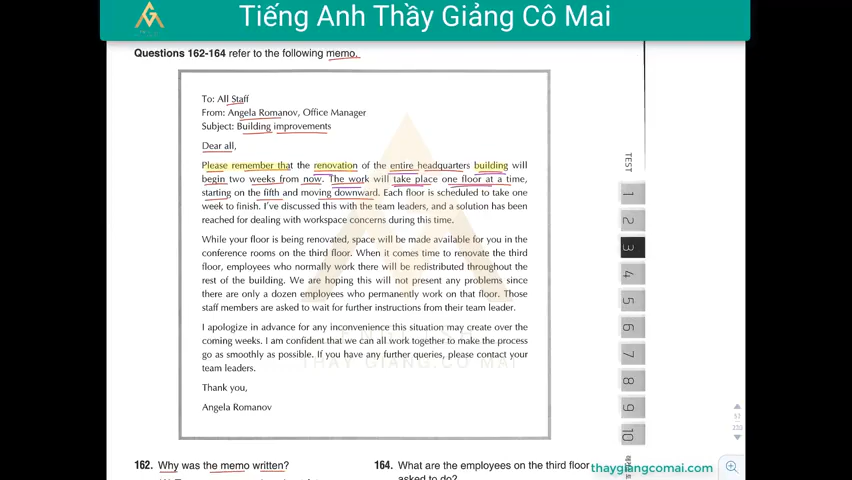 Tiếng Anh Thầy Giảng Cô Mai
Questions 162-164 refer to the following memo.
To: All Staff
From: Angela Romanov, Office Manager
Subject: Building improvements
Dear all,
Please remember that the renovation of the entire headquarters building will
begin two weeks from now. The work will take place one floor at a time,
starting on the fifth and moving downward. Each floor is scheduled to take one
week to finish. I've discussed this with the team leaders, and a solution has been
reached for dealing with workspace concerns during this time.
While your floor is being renovated, space will be made available for you in the
conference rooms on the third floor. When it comes time to renovate the third
floor, employees who normally work there will be redistributed throughout the
rest of the building. We are hoping this will not present any problems since
there are only a dozen employees who permanently work on that floor. Those
staff members are asked to wait for further instructions from their team leader.
I apologize in advance for any inconvenience this situation may create over the
coming weeks. I am confident that we can all work together to make the process
go as smoothly as possible. If you have any further queries, please contact your
team leaders.
THAY GIANG.CO MAI
Thank you,
Angela Romanov
162. Why was the memo written?
164. What are the employees on the third floor
asked to do?
thaygiangcomai.com
TEST
1
2
3
4
5
6
7
8
9
10